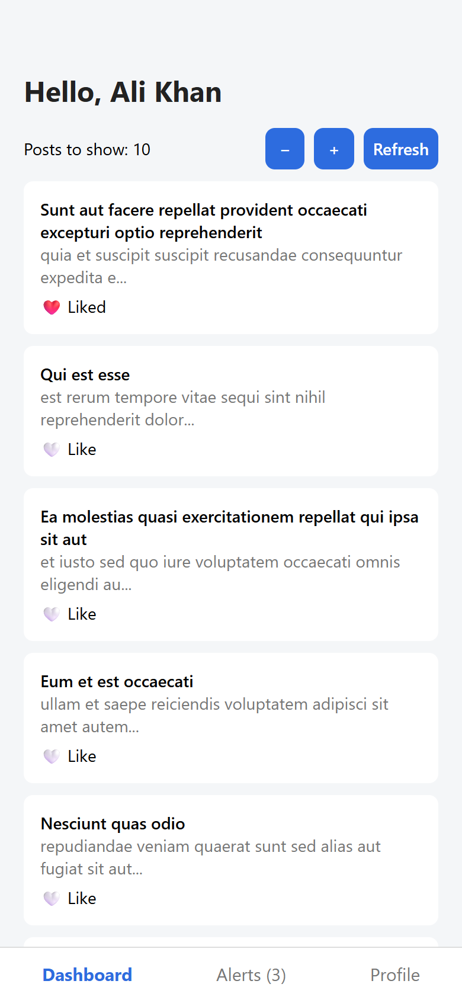 Hello, Ali Khan
Posts to show: 10
−
+
Refresh
Sunt aut facere repellat provident occaecati
excepturi optio reprehenderit
quia et suscipit suscipit recusandae consequuntur
expedita e...
Liked
Qui est esse
est rerum tempore vitae sequi sint nihil
reprehenderit dolor...
Like
Ea molestias quasi exercitationem repellat qui ipsa
sit aut
et iusto sed quo iure voluptatem occaecati omnis
eligendi au...
Like
Eum et est occaecati
ullam et saepe reiciendis voluptatem adipisci sit
amet autem...
Like
Nesciunt quas odio
repudiandae veniam quaerat sunt sed alias aut
fugiat sit aut...
Like
Dashboard
Alerts (3)
Profile